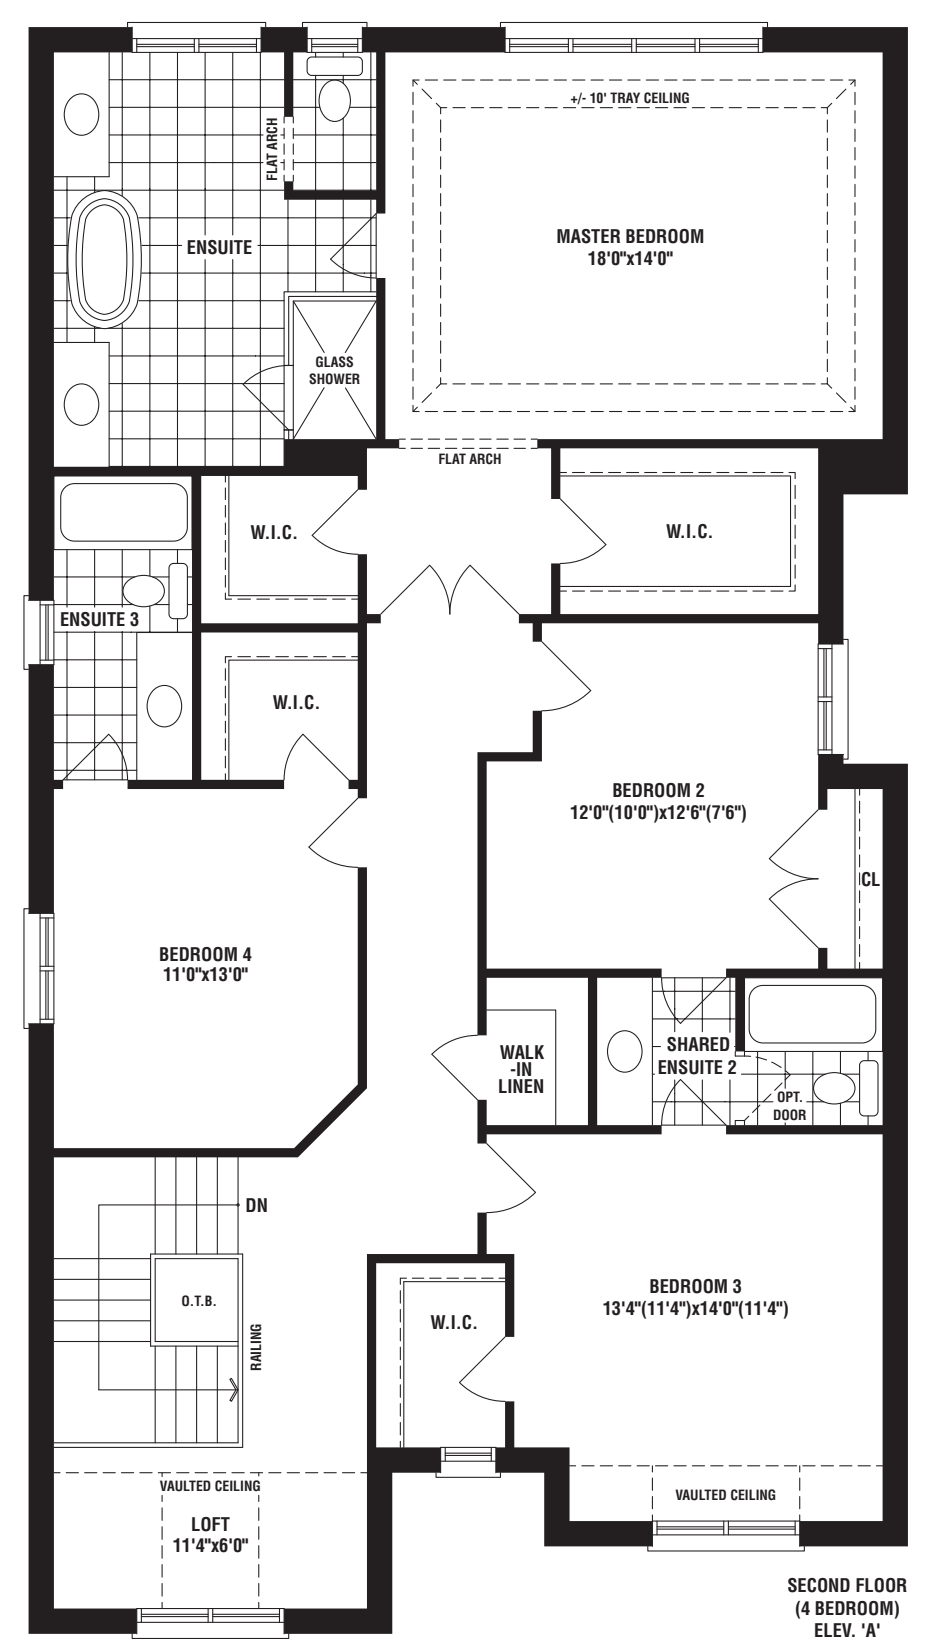 +/- 10' TRAY CEILING
FLAT ARCH
ENSUITE
MASTER BEDROOM
18'0"x14'0"
GLASS
SHOWER
FLAT ARCH
W.I.C.
W.I.C.
ENSUITE 3
W.I.C.
BEDROOM 2
12'0"(10'0")x12'6"(7'6")
CL
BEDROOM 4
11'0"x13'0"
WALK
-IN
LINEN
SHARED
ENSUITE 2
OPT.
DOOR
DN
O.T.B.
RAILING
W.I.C.
BEDROOM 3
13'4"(11'4")x14'0"(11'4")
VAULTED CEILING
LOFT
11'4"x6'0"
VAULTED CEILING
SECOND FLOOR
(4 BEDROOM)
ELEV. 'A'